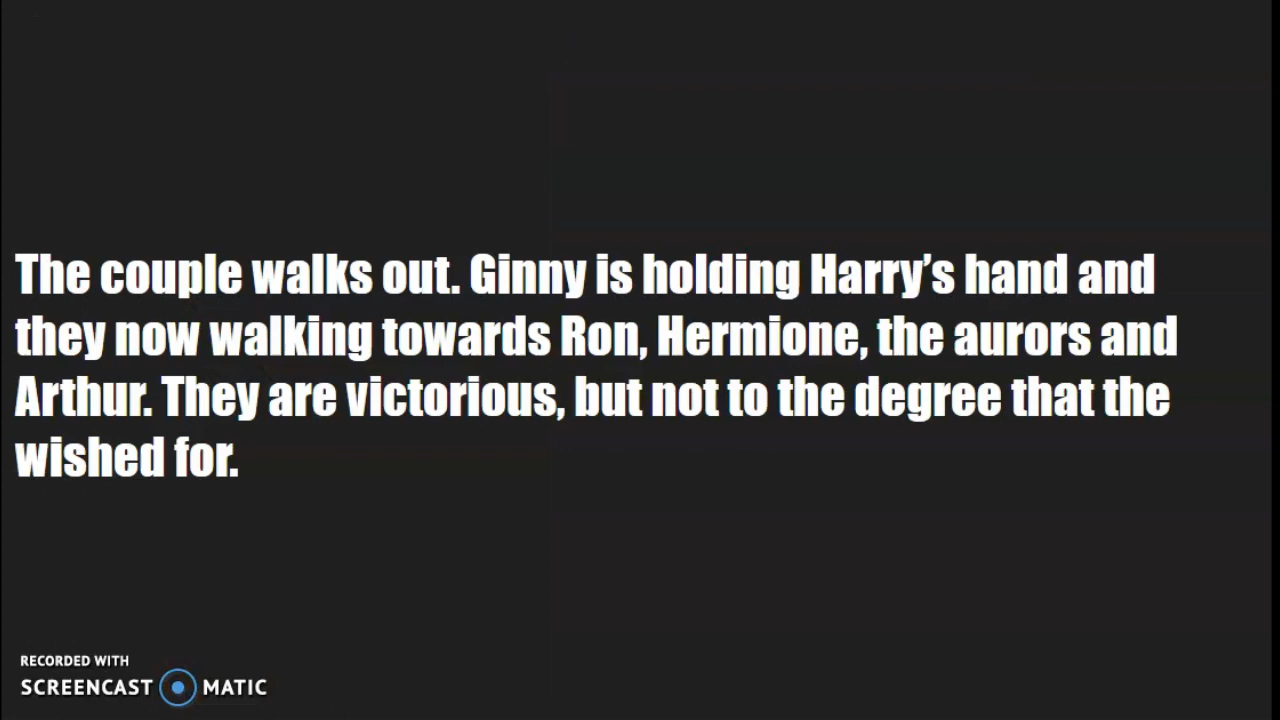 The couple walks out. Ginny is holding Harry’s hand and
they now walking towards Ron, Hermione, the aurors and
Arthur. They are victorious, but not to the degree that the
wished for.
RECORDED WITH
SCREENCAST MATIC